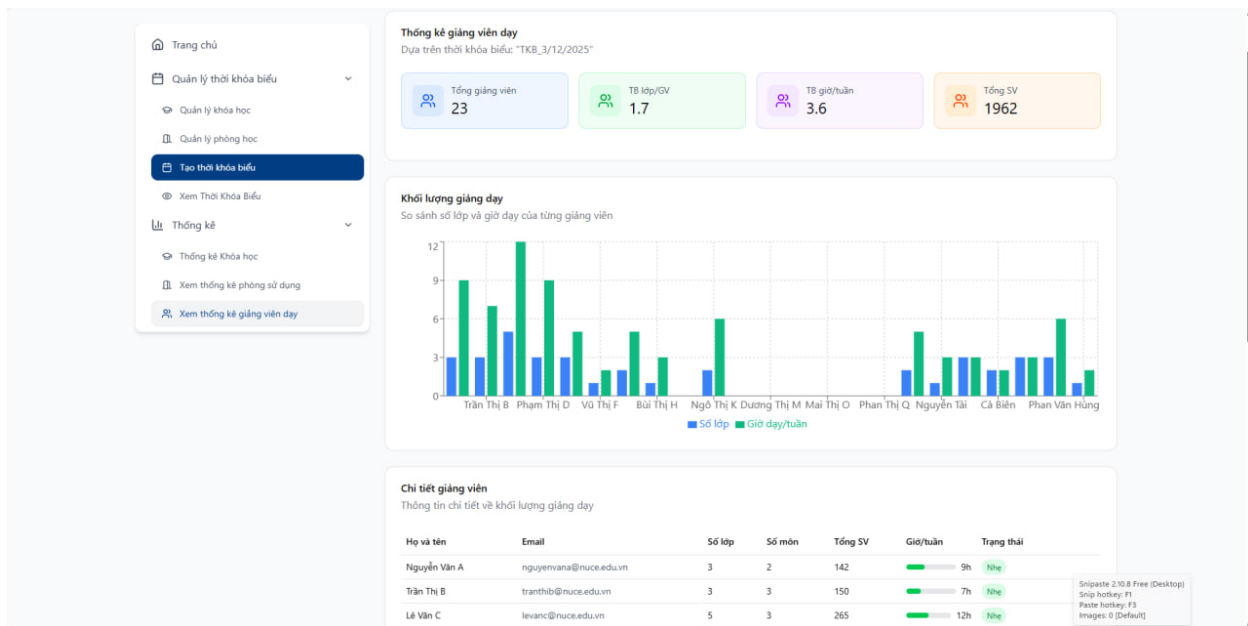 Trang chủ
Quản lý thời khóa biểu
Quản lý khóa học
Quản lý phòng học
Tạo thời khóa biểu
Xem Thời Khóa Biểu
Thống kê
Thống kê Khóa học
Xem thống kê phòng sử dụng
Xem thống kê giảng viên dạy
Thống kê giảng viên dạy
Dựa trên thời khóa biểu: "TKB_3/12/2025"
Tổng giảng viên
23
TB lớp/GV
1.7
TB giờ/tuần
3.6
Tổng SV
1962
Khối lượng giảng dạy
So sánh số lớp và giờ dạy của từng giảng viên
12
9
6
3
0
Trần Thị B Phạm Thị D Vũ Thị F Bùi Thị H Ngô Thị K Dương Thị M Mai Thị O Phan Thị Q Nguyễn Tài Cà Biên Phan Văn Hùng
Số lớp Giờ dạy/tuần
Chi tiết giảng viên
Thông tin chi tiết về khối lượng giảng dạy
Họ và tên Email Số lớp Số môn Tổng SV Giờ/tuần Trạng thái
Nguyễn Văn A nguyenvana@nuce.edu.vn 3 2 142 9h Nhẹ
Trần Thị B tranthib@nuce.edu.vn 3 3 150 7h Nhẹ
Lê Văn C levanc@nuce.edu.vn 5 3 265 12h Nhẹ
Snipaste 2.10.8 Free (Desktop)
Snip hotkey: F1
Paste hotkey: F3
Images: 0 [Default]